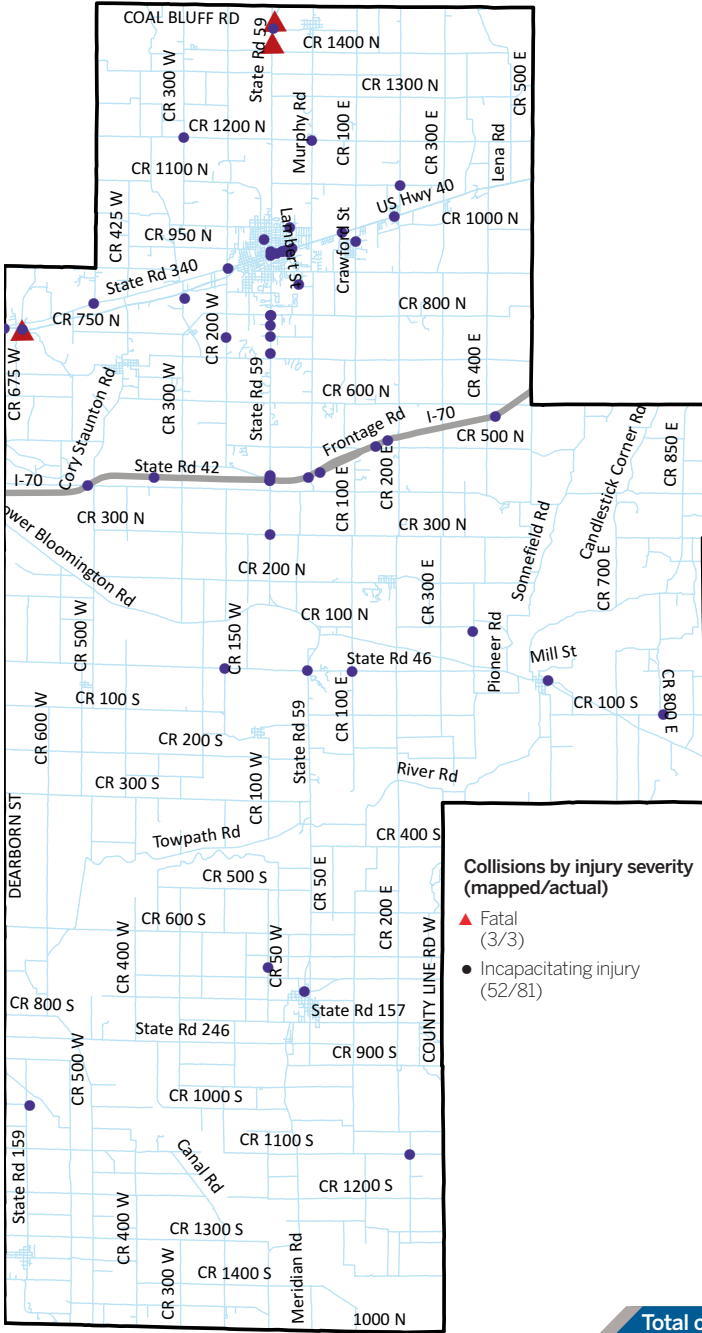 COAL BLUFF RD
State Rd 59
CR 1400 N
CR 300 W
CR 1300 N
CR 500 E
CR 1200 N
Murphy Rd
CR 100 E
CR 300 E
Lena Rd
CR 1100 N
US Hwy 40
CR 425 W
CR 950 N
Lambert St
Crawford St
CR 1000 N
State Rd 340
CR 750 N
CR 200 W
CR 800 N
CR 675 W
Cory Staunton Rd
CR 300 W
State Rd 59
CR 600 N
CR 400 E
Frontage Rd
I-70
CR 500 N
Candlestick Corner Rd
CR 850 E
I-70
State Rd 42
CR 100 E
CR 200 E
CR 300 N
CR 300 N
Sonnefield Rd
ower Bloomington Rd
CR 200 N
CR 300 E
CR 700 E
CR 500 W
CR 150 W
CR 100 N
Pioneer Rd
Mill St
State Rd 46
CR 100 S
CR 600 W
State Rd 59
CR 100 E
CR 100 S
CR 800 E
CR 200 S
CR 300 S
CR 100 W
River Rd
DEARBORN ST
Towpath Rd
CR 400 S
CR 500 S
CR 50 E
CR 200 E
COUNTY LINE RD W
Collisions by injury severity
(mapped/actual)
Fatal
(3/3)
Incapacitating injury
(52/81)
CR 600 S
CR 400 W
CR 50 W
CR 800 S
State Rd 157
State Rd 246
CR 500 W
CR 900 S
CR 1000 S
State Rd 159
CR 1100 S
Canal Rd
CR 1200 S
CR 400 W
CR 1300 S
CR 300 W
CR 1400 S
Meridian Rd
1000 N
Total c